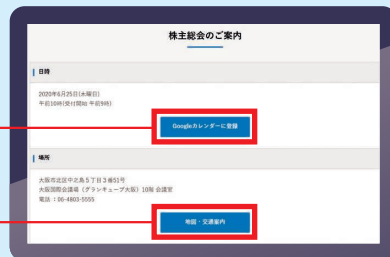 株主総会のご案内
日時
2020年6月25日(木曜日)
午前10時(受付開始 午前9時)
Googleカレンダーに登録
場所
大阪市北区中之島5丁目3番51号
大阪国際会議場(グランキューブ大阪)10階 会議室
電話:06-4803-5555
地図・交通案内